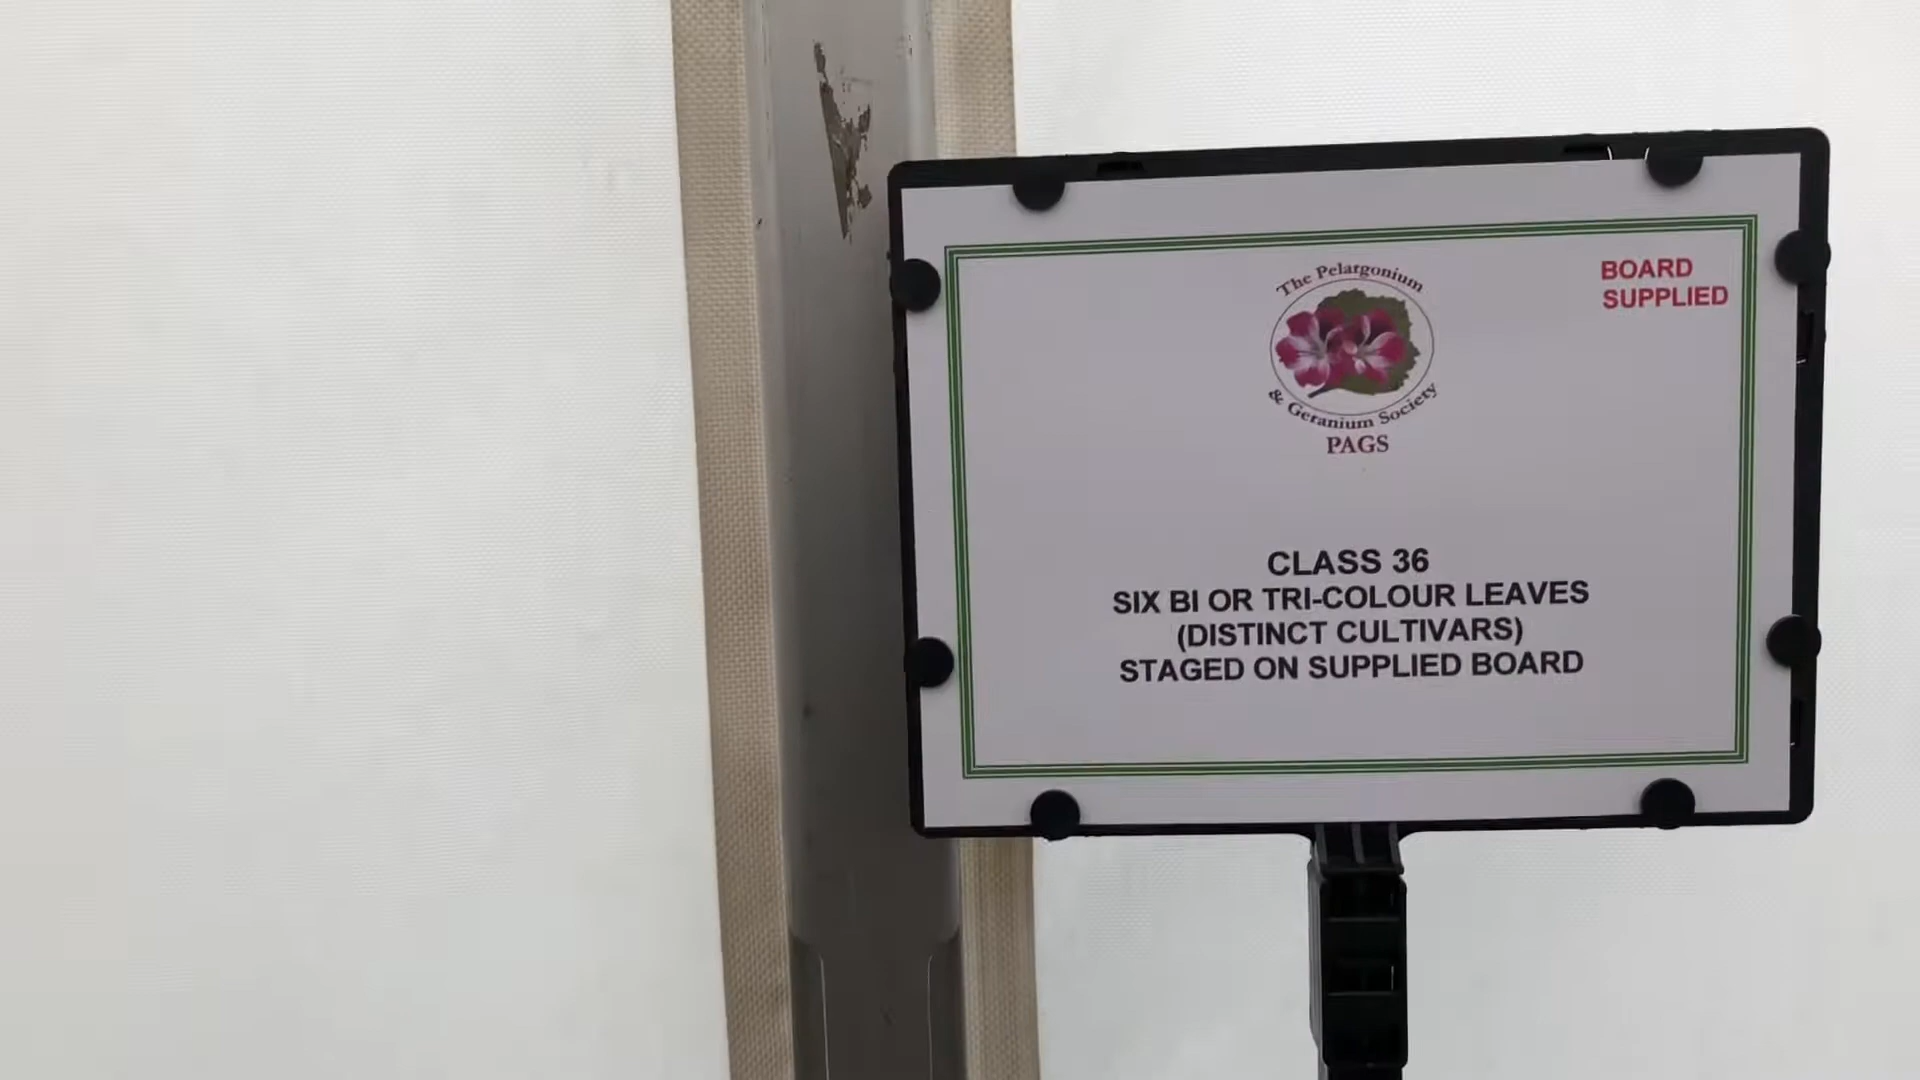 The Pelargonium
& Geranium Society
PAGS
BOARD
SUPPLIED
CLASS 36
SIX BI OR TRI-COLOUR LEAVES
(DISTINCT CULTIVARS)
STAGED ON SUPPLIED BOARD